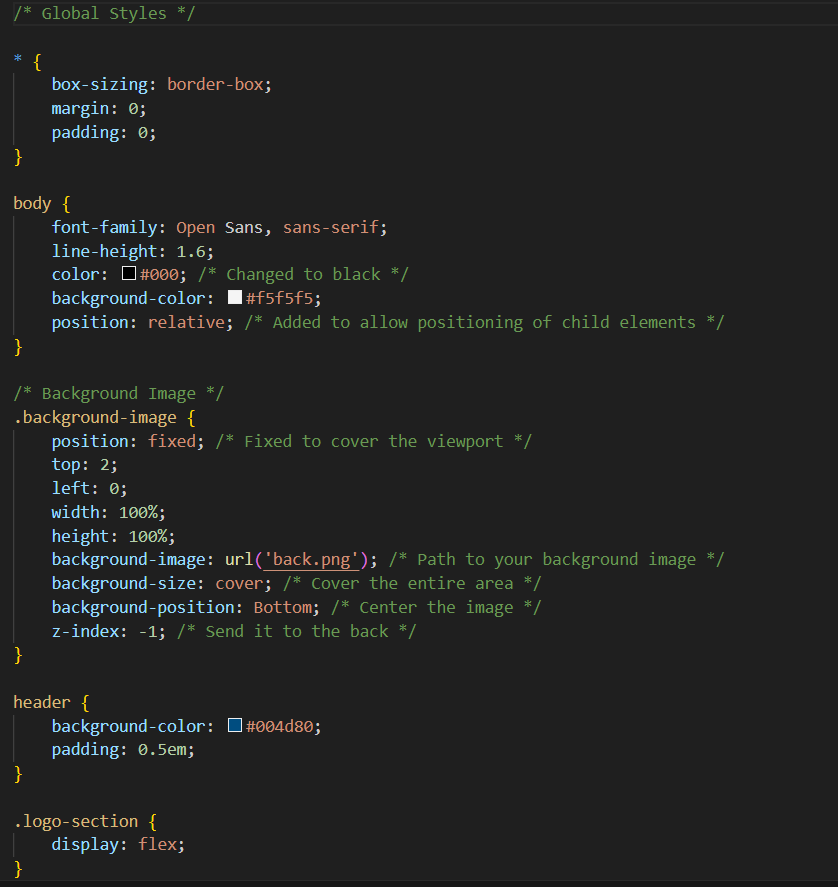 /* Global Styles */
* {
box-sizing: border-box;
margin: 0;
padding: 0;
}
body {
font-family: Open Sans, sans-serif;
line-height: 1.6;
color: #000; /* Changed to black */
background-color: #f5f5f5;
position: relative; /* Added to allow positioning of child elements */
}
/* Background Image */
.background-image {
position: fixed; /* Fixed to cover the viewport */
top: 2;
left: 0;
width: 100%;
height: 100%;
background-image: url('back.png'); /* Path to your background image */
background-size: cover; /* Cover the entire area */
background-position: Bottom; /* Center the image */
z-index: -1; /* Send it to the back */
}
header {
background-color: #004d80;
padding: 0.5em;
}
.logo-section {
display: flex;
}